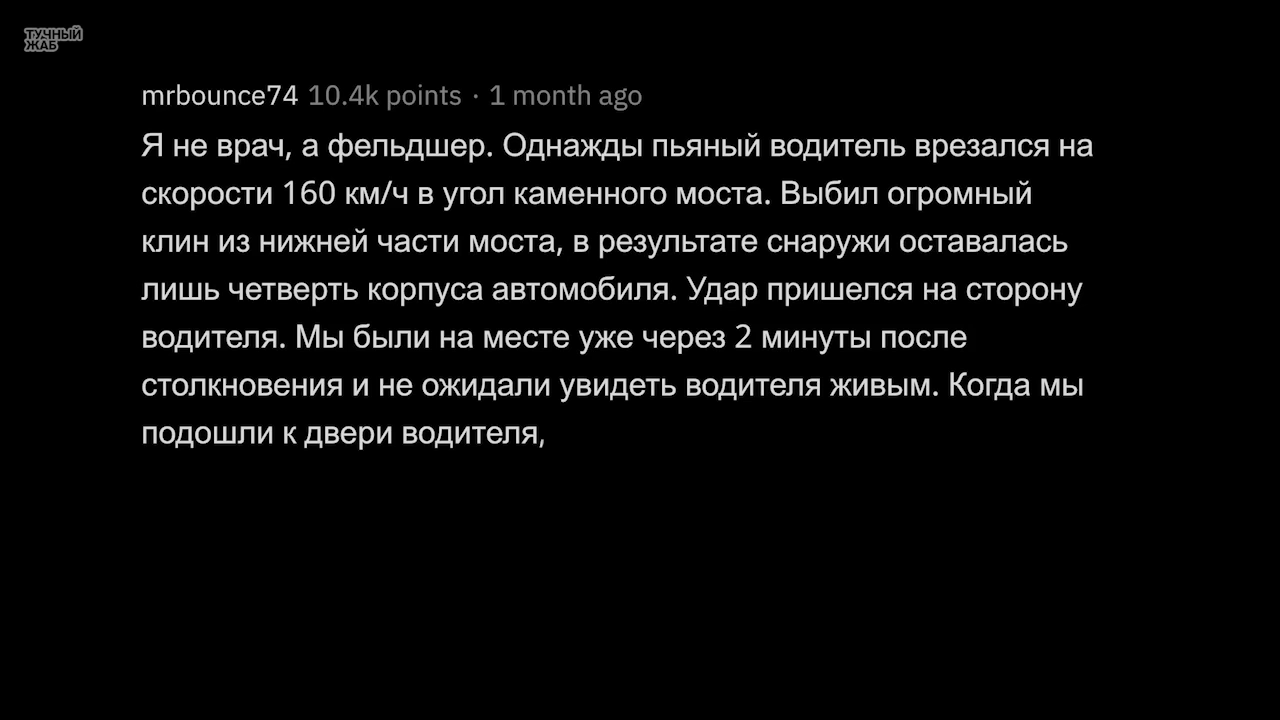 ТУЧНЫЙ
ЖАБ
mrbounce74 10.4k points · 1 month ago
Я не врач, а фельдшер. Однажды пьяный водитель врезался на
скорости 160 км/ч в угол каменного моста. Выбил огромный
клин из нижней части моста, в результате снаружи оставалась
лишь четверть корпуса автомобиля. Удар пришелся на сторону
водителя. Мы были на месте уже через 2 минуты после
столкновения и не ожидали увидеть водителя живым. Когда мы
подошли к двери водителя,